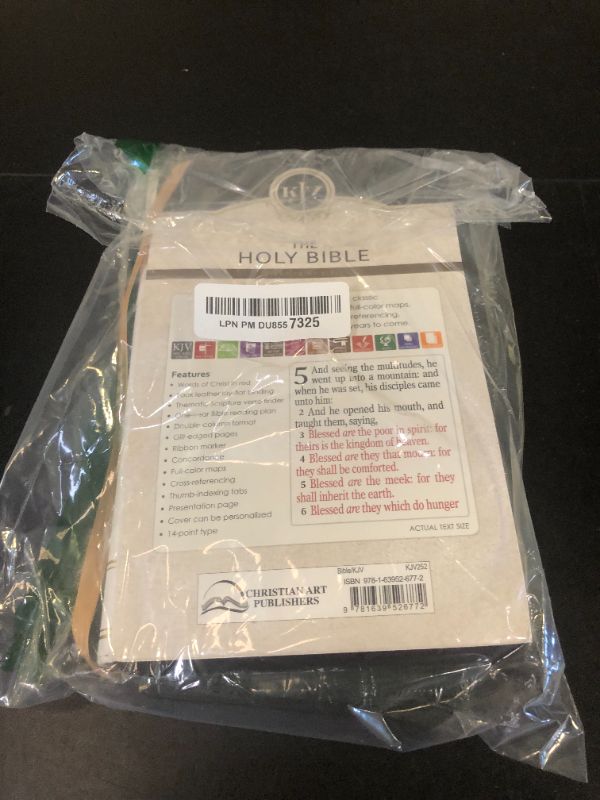 KJV
THE
HOLY BIBLE
classic
full-color maps,
referencing,
years to come.
LPN PM DU8557325
KJV
Features
• Words of Christ in red
• Faux leather binding
• Thematic Scripture verse finder
• One-year Bible reading plan
• Double-column format
• Gilt-edged pages
• Ribbon marker
• Concordance
• Full-color maps
• Cross-referencing
• Thumb-indexing tabs
• Presentation page
• Cover can be personalized
• 14-point type
5 And seeing the multitudes, he
went up into a mountain: and
when he was set, his disciples came
unto him:
2 And he opened his mouth, and
taught them, saying,
3 Blessed are the poor in spirit: for
theirs is the kingdom of heaven.
4 Blessed are they that mourn: for
they shall be comforted.
5 Blessed are the meek: for they
shall inherit the earth.
6 Blessed are they which do hunger
ACTUAL TEXT SIZE
CHRISTIAN ART
PUBLISHERS
Bible/KJV KJV252
ISBN: 978-1-63952-677-2
9 781639 526772